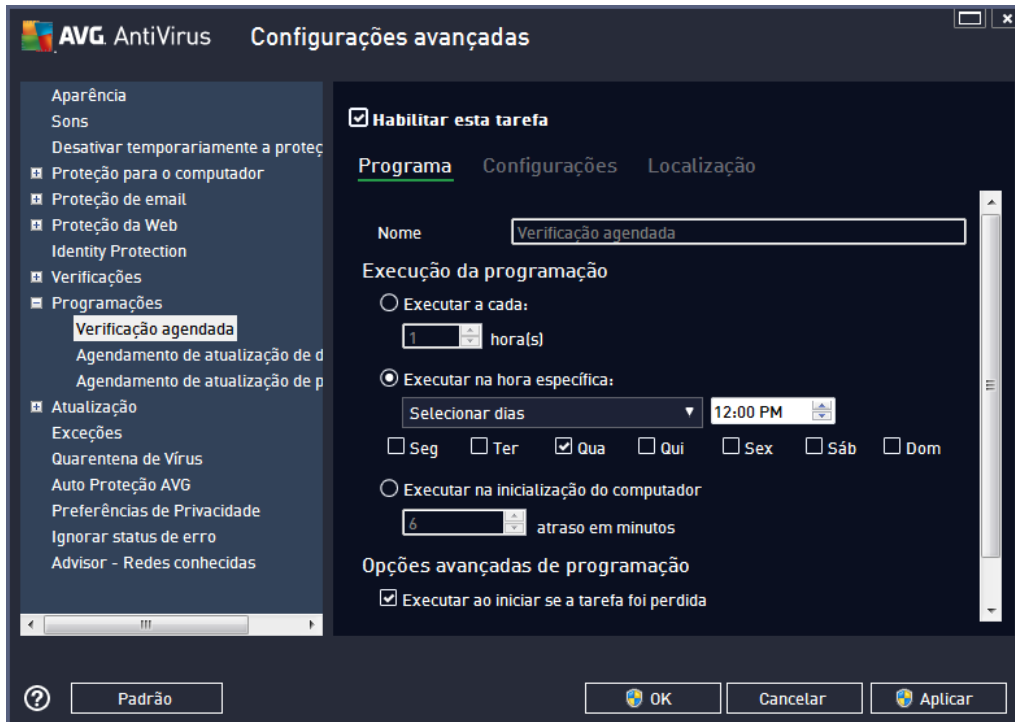 AVG AntiVirus Configurações avançadas
Aparência
Sons
Desativar temporariamente a proteç
Proteção para o computador
Proteção de email
Proteção da Web
Identity Protection
Verificações
Programações
Verificação agendada
Agendamento de atualização de d
Agendamento de atualização de p
Atualização
Exceções
Quarentena de Vírus
Auto Proteção AVG
Preferências de Privacidade
Ignorar status de erro
Advisor - Redes conhecidas
Habilitar esta tarefa
Programa Configurações Localização
Nome Verificação agendada
Execução da programação
Executar a cada:
1 hora(s)
Executar na hora específica:
Selecionar dias 12:00 PM
Seg Ter Qua Qui Sex Sáb Dom
Executar na inicialização do computador
6 atraso em minutos
Opções avançadas de programação
Executar ao iniciar se a tarefa foi perdida
? Padrão OK Cancelar Aplicar